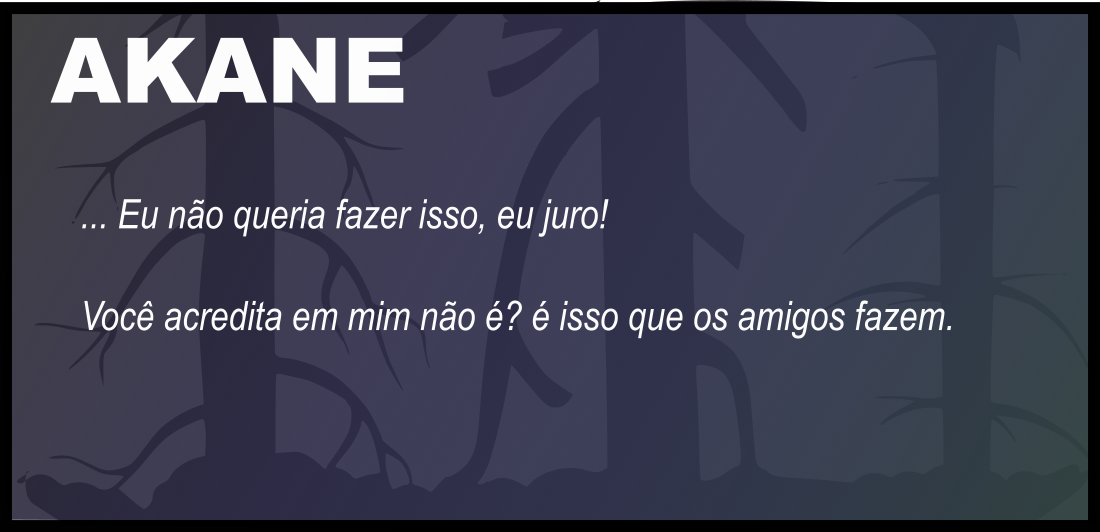 AKANE
... Eu não queria fazer isso, eu juro!
Você acredita em mim não é? é isso que os amigos fazem.